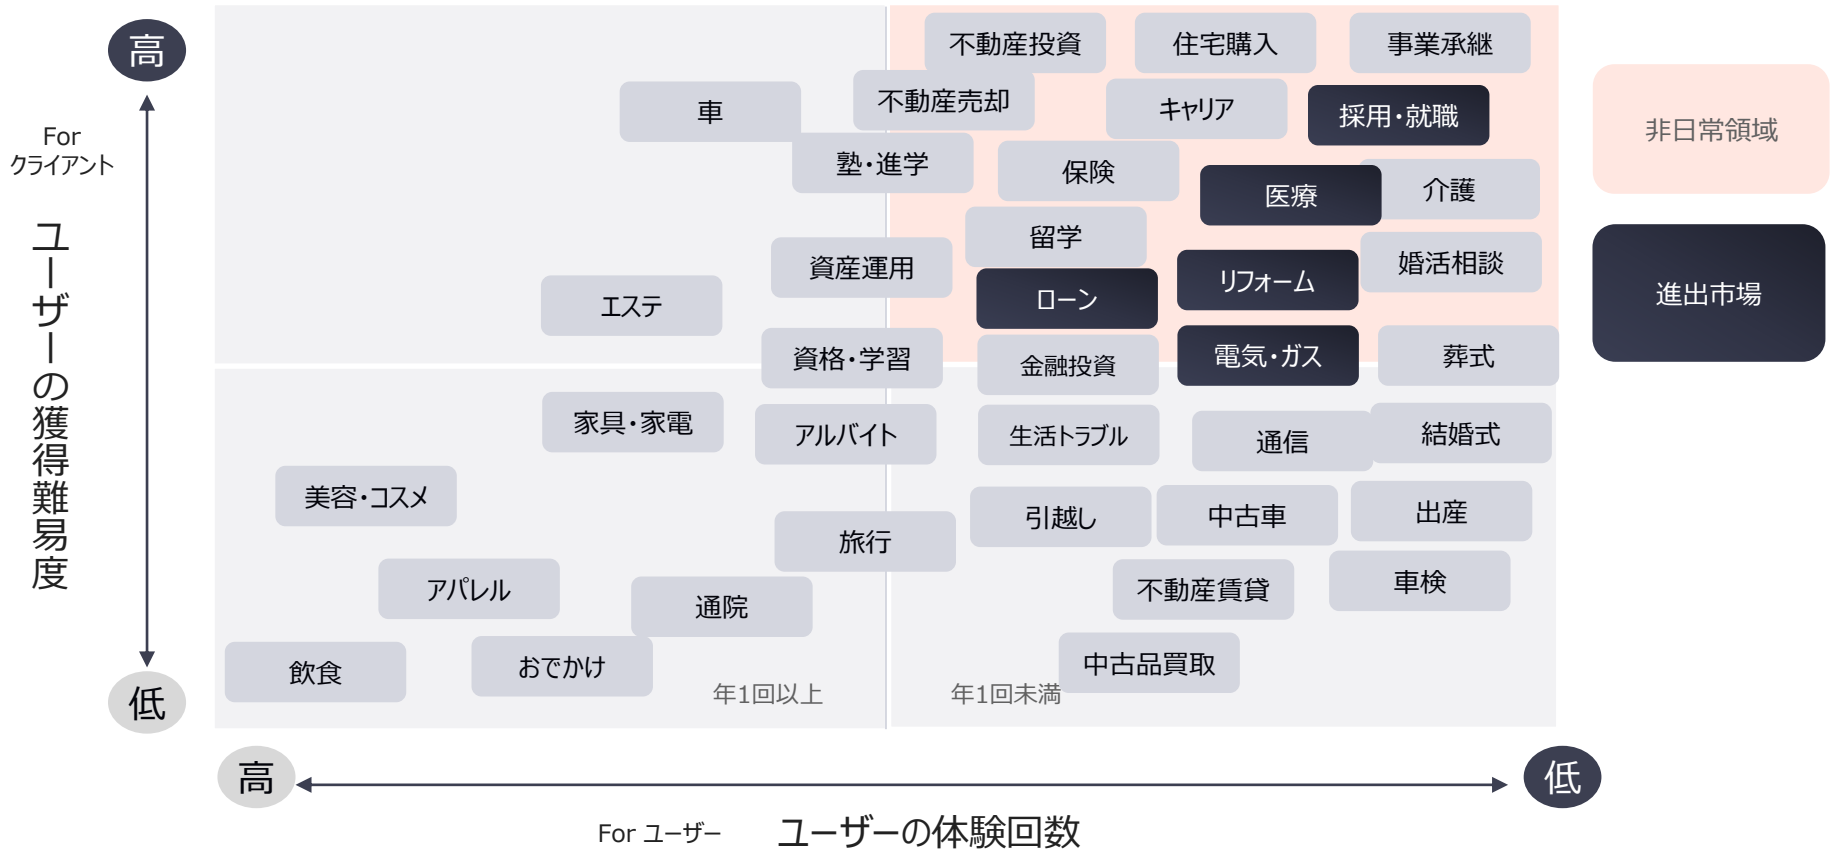 高
For
クライアント
ユーザーの獲得難易度
低
不動産投資
住宅購入
事業承継
車
不動産売却
キャリア
採用・就職
塾・進学
保険
医療
介護
留学
資産運用
婚活相談
エステ
ローン
リフォーム
資格・学習
金融投資
電気・ガス
葬式
家具・家電
アルバイト
生活トラブル
通信
結婚式
美容・コスメ
旅行
引越し
中古車
出産
アパレル
通院
不動産賃貸
車検
飲食
おでかけ
中古品買取
年1回以上
年1回未満
非日常領域
進出市場
高
低
For ユーザー
ユーザーの体験回数